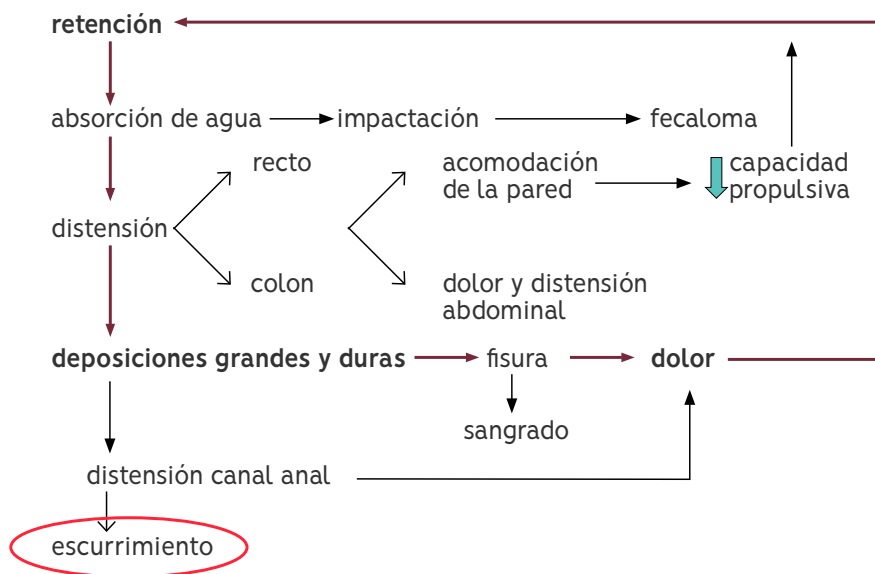 retención
absorción de agua
impactación
fecaloma
recto
acomodación
de la pared
capacidad
propulsiva
distensión
colon
dolor y distensión
abdominal
deposiciones grandes y duras
fisura
dolor
sangrado
distensión canal anal
escurrimiento